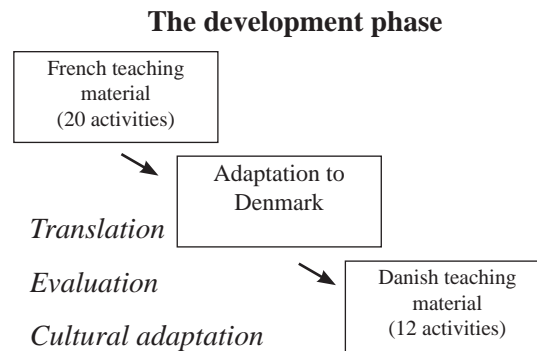 The development phase
French teaching
material
(20 activities)
Adaptation to
Denmark
Translation
Evaluation
Danish teaching
material
(12 activities)
Cultural adaptation